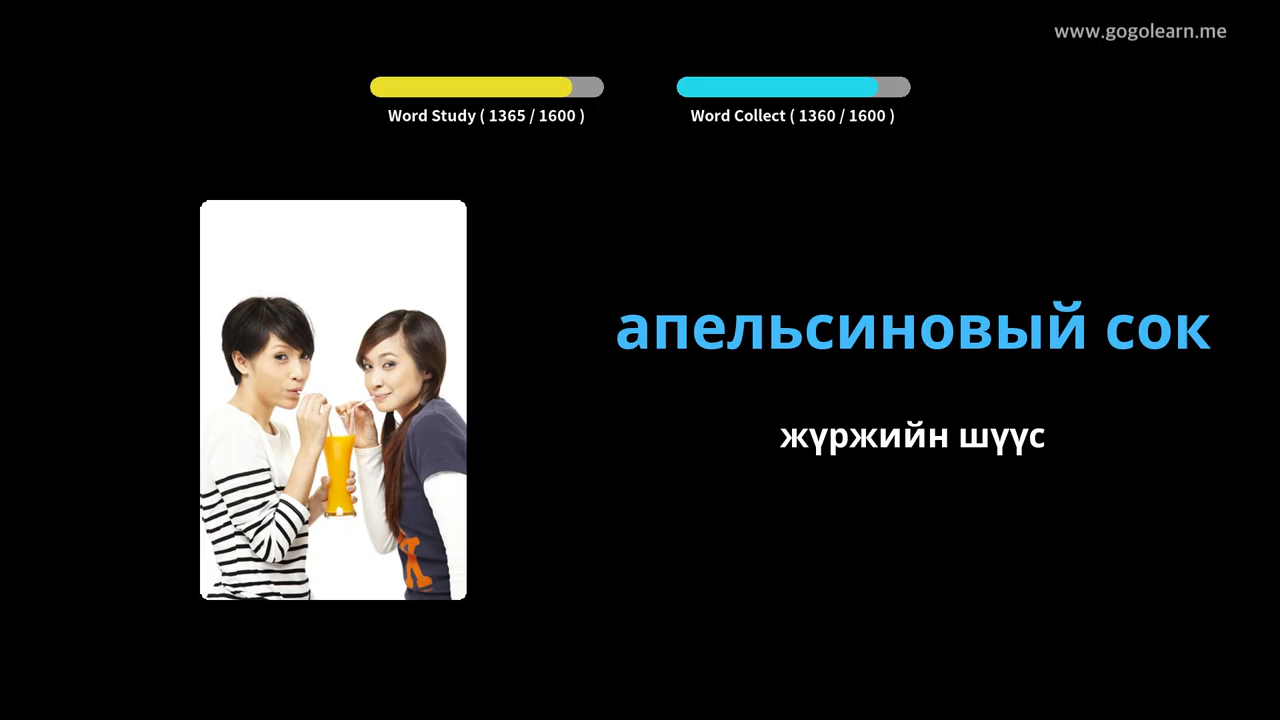 www.gogolearn.me
Word Study ( 1365 / 1600 )
Word Collect ( 1360 / 1600 )
апельсиновый сок
жүржийн шүүс